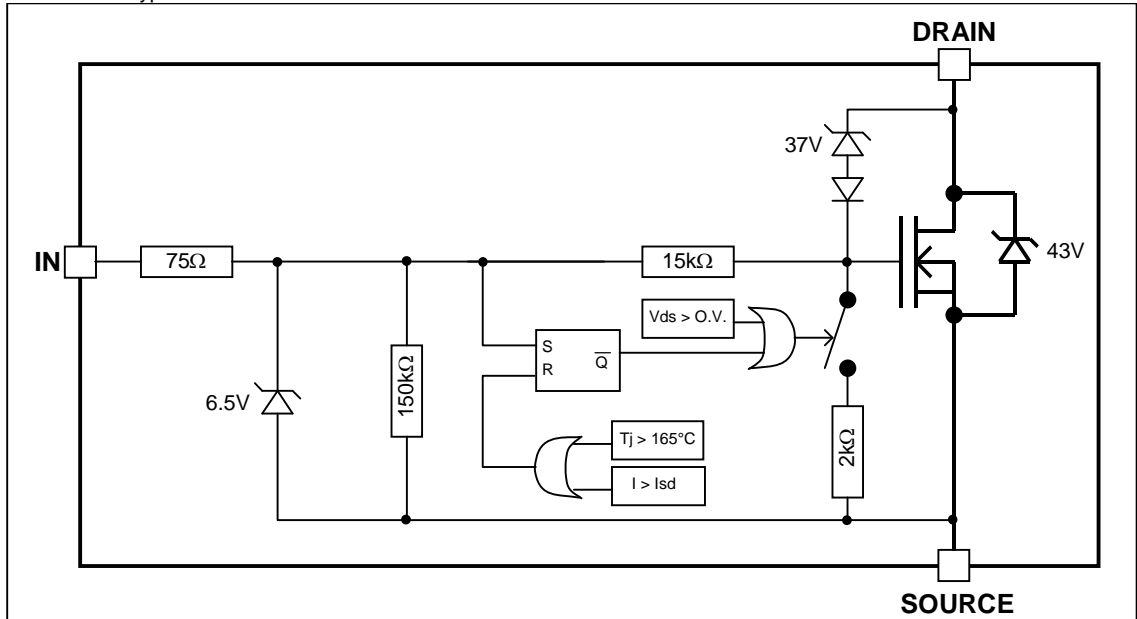 DRAIN
37V
IN
75Ω
15kΩ
43V
Vds > O.V.
S
R
Q
6.5V
150kΩ
Tj > 165°C
I > Isd
2kΩ
SOURCE